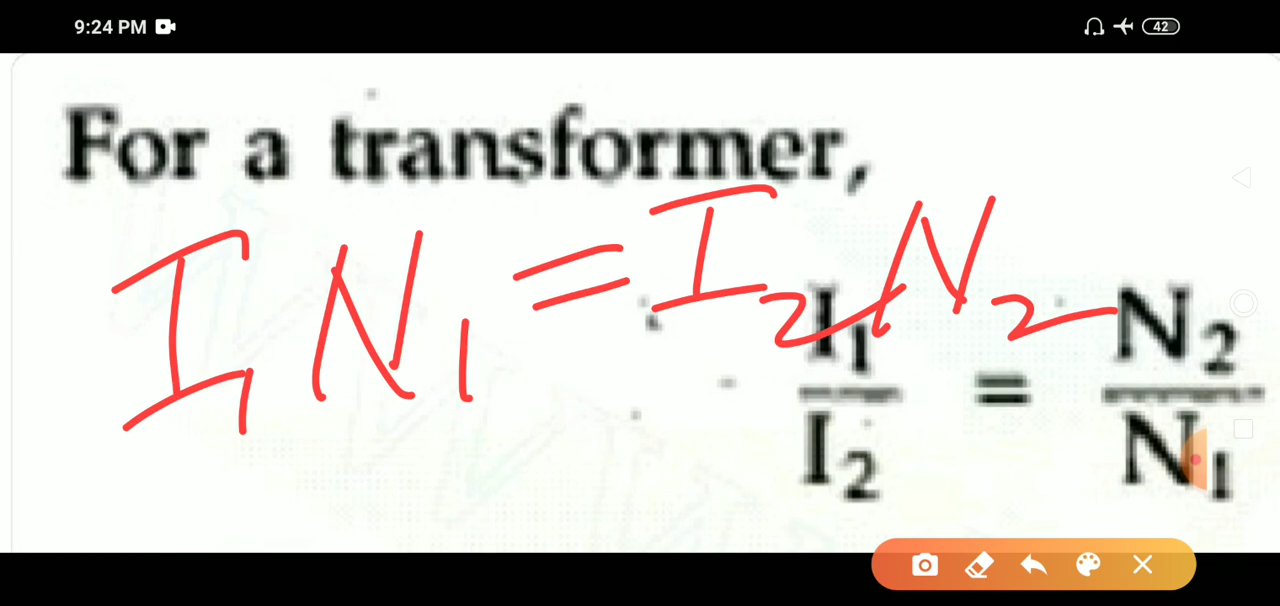 9:24 PM 42
For a transformer,
I₁N₁ = I₂N₂
I₁/I₂ = N₂/N₁